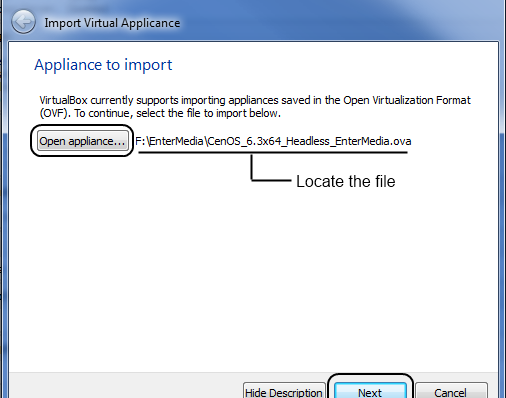 Import Virtual Applicance
Appliance to import
VirtualBox currently supports importing appliances saved in the Open Virtualization Format
(OVF). To continue, select the file to import below.
Open appliance... F:\EnterMedia\CenOS_6.3x64_Headless_EnterMedia.ova
Locate the file
Hide Description Next Cancel